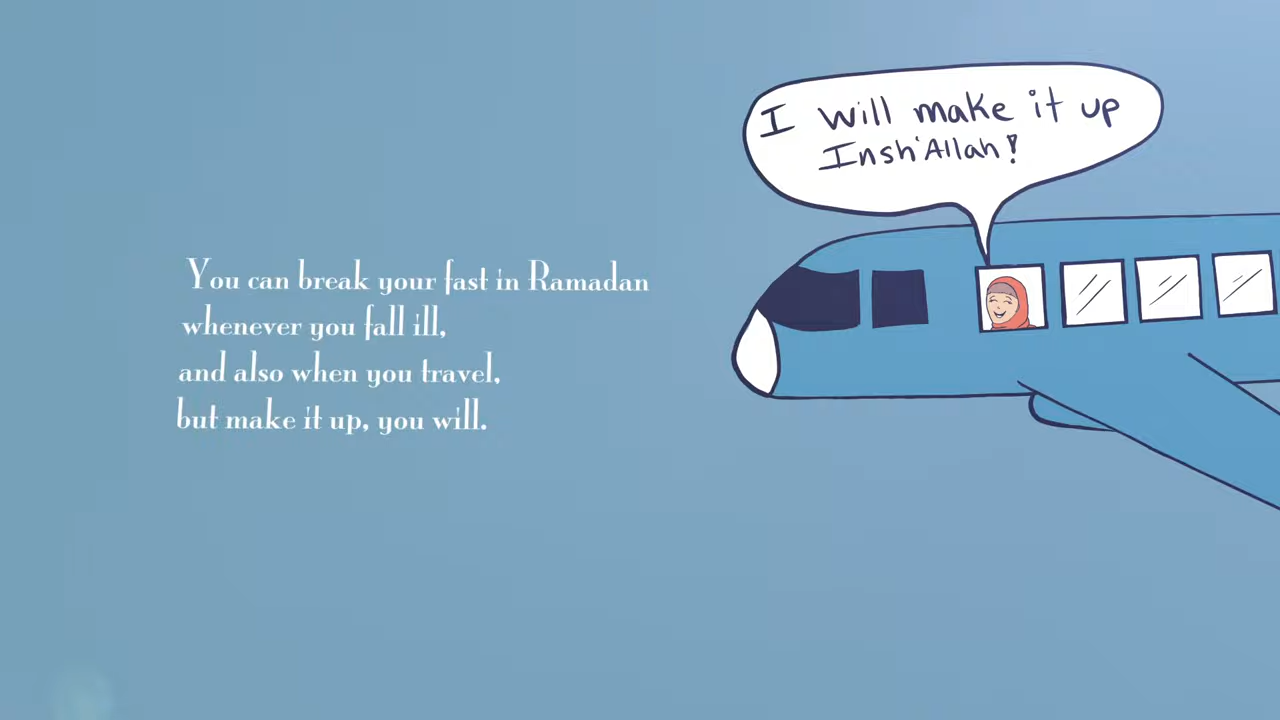 I will make it up
Insh'Allah!
You can break your fast in Ramadan
whenever you fall ill,
and also when you travel,
but make it up, you will.